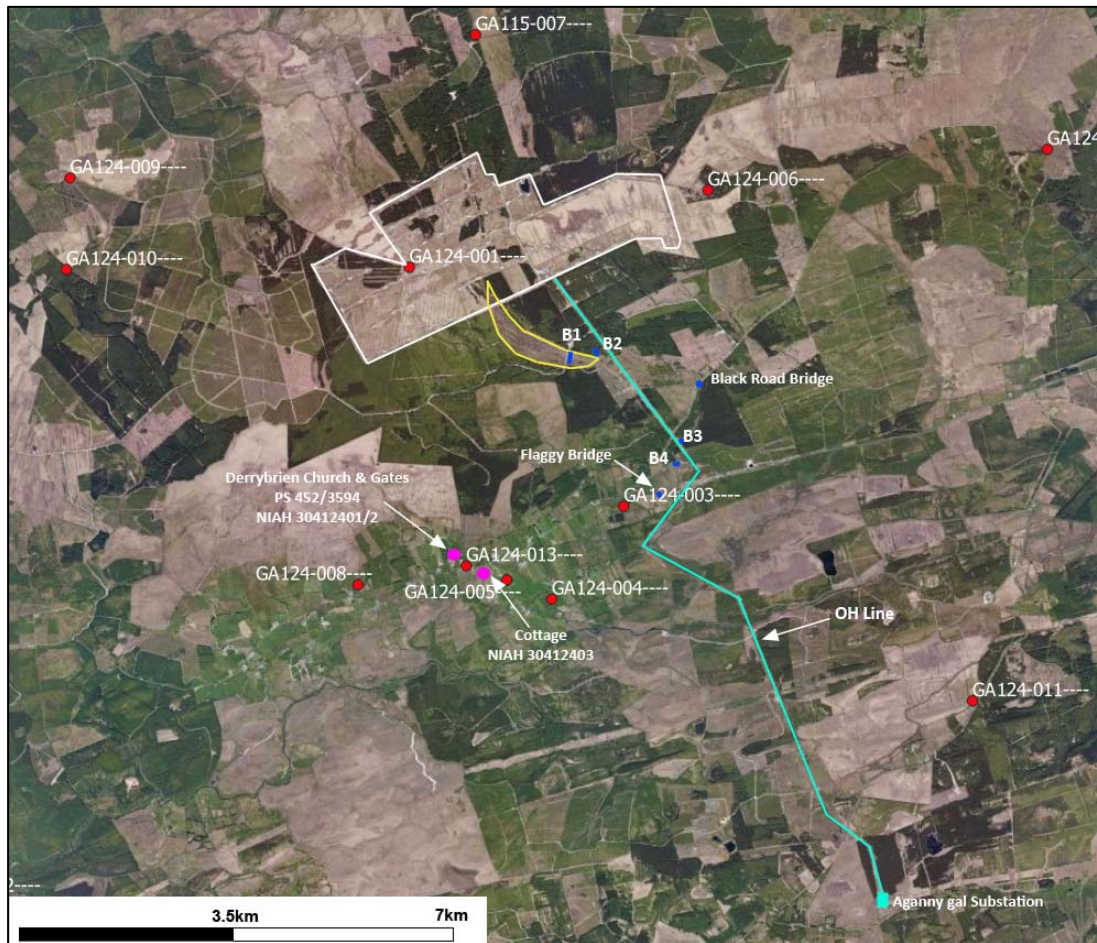 GA115-007----
GA124
GA124-009----
GA124-006----
GA124-001----
GA124-010----
B1
B2
Black Road Bridge
B3
Flaggy Bridge
B4
Derrybrien Church & Gates
PS 452/3594
NIAH 30412401/2
GA124-003----
GA124-013----
GA124-008----
GA124-005----
GA124-004----
OH Line
Cottage
NIAH 30412403
GA124-011----
2----
Aganny gal Substation
3.5km
7km